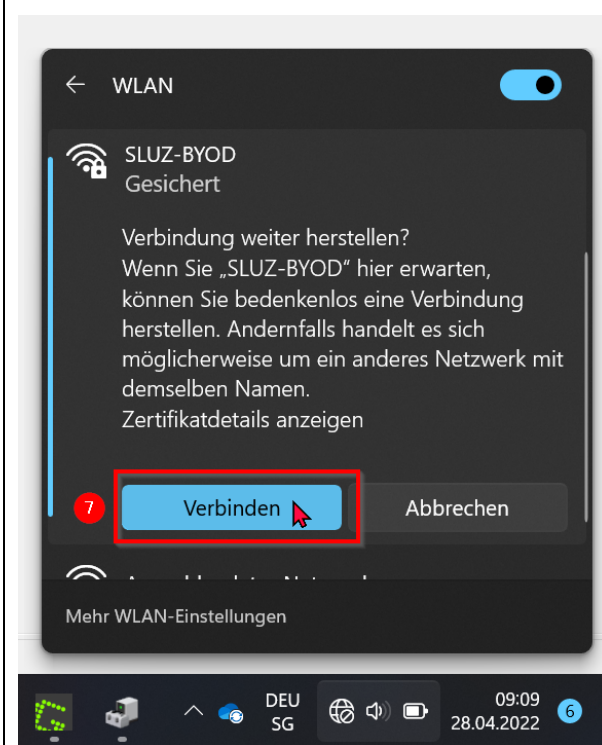 WLAN
SLUZ-BYOD
Gesichert
Verbindung weiter herstellen?
Wenn Sie „SLUZ-BYOD“ hier erwarten,
können Sie bedenkenlos eine Verbindung
herstellen. Andernfalls handelt es sich
möglicherweise um ein anderes Netzwerk mit
demselben Namen.
Zertifikatdetails anzeigen
7 Verbinden Abbrechen
Mehr WLAN-Einstellungen
DEU 09:09
SG 28.04.2022 6